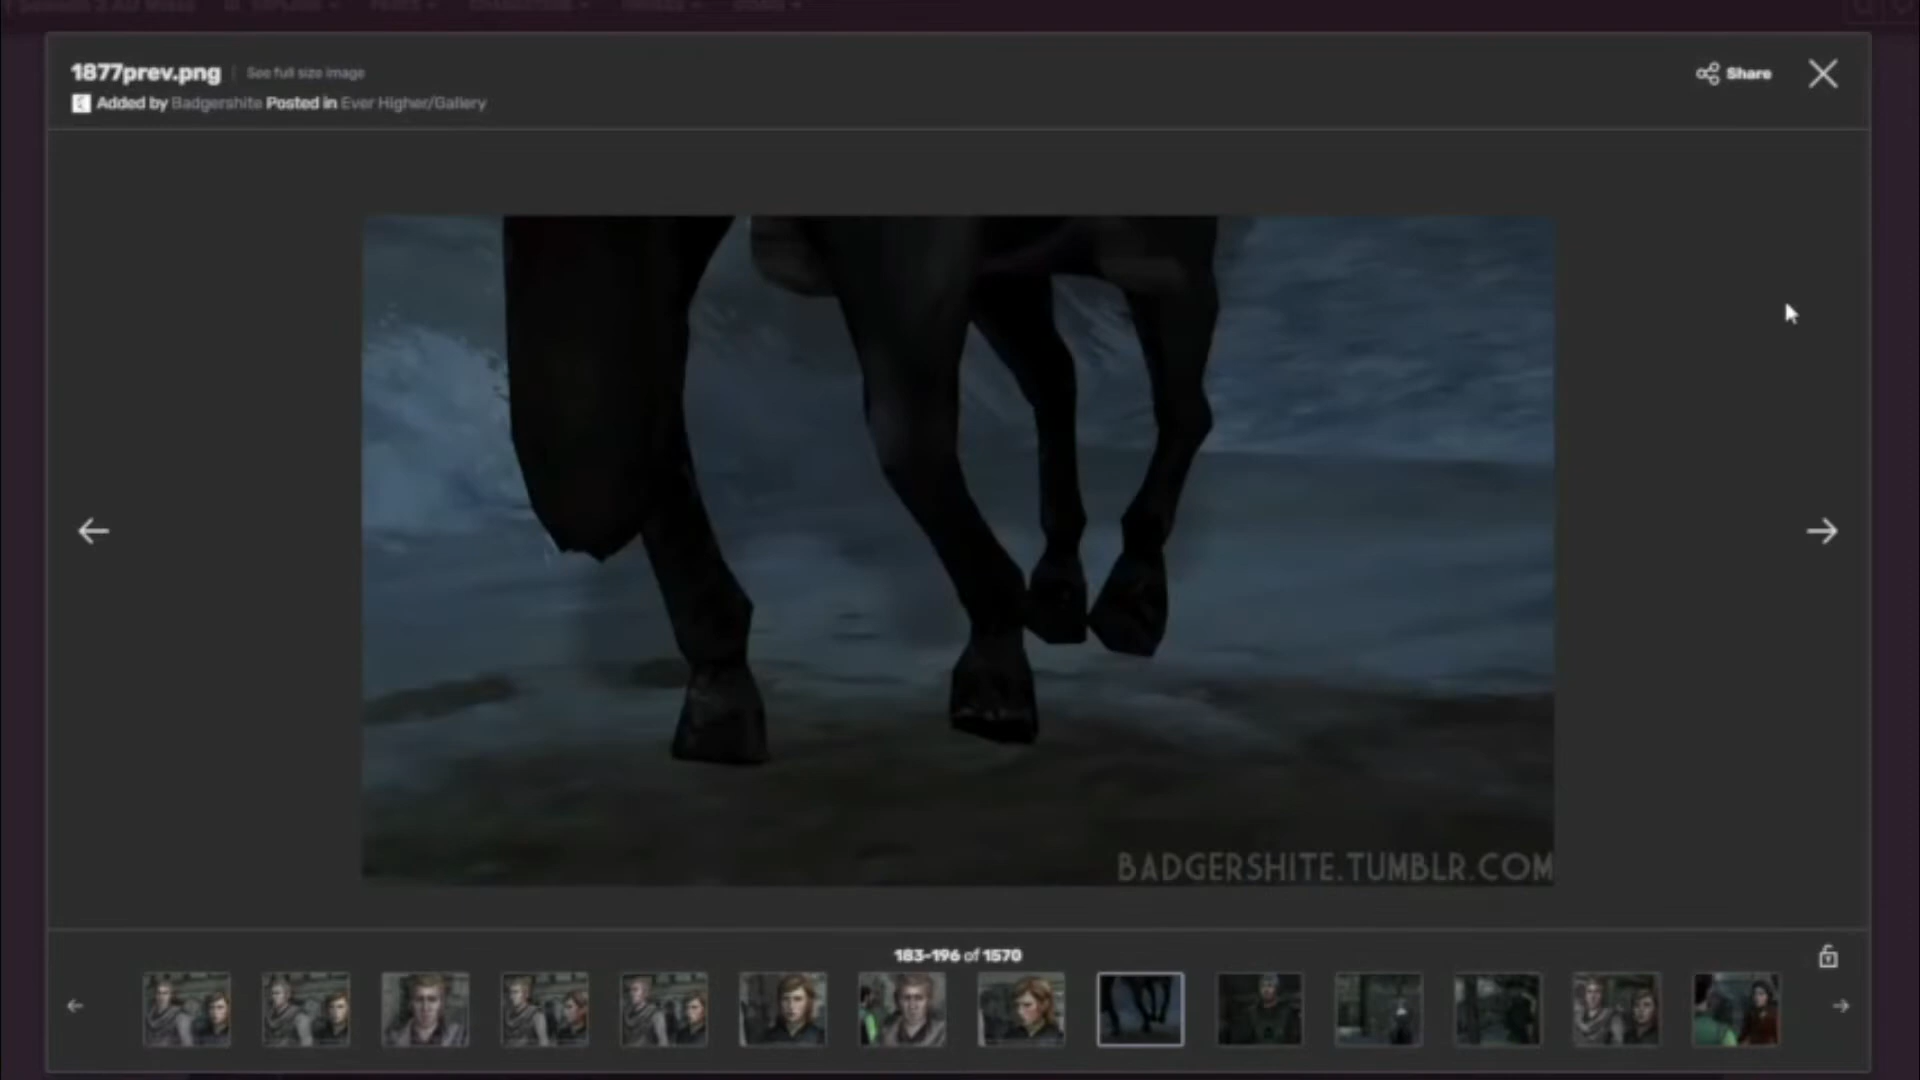 1877prev.png See full size image
Share
Added by Badgershite Posted in Ever Higher/Gallery
BADGERSHITE.TUMBLR.COM
183-196 of 1570